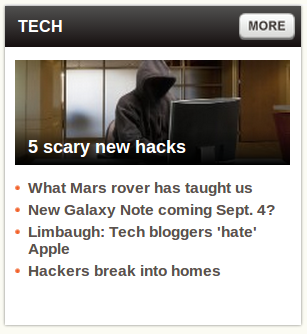 TECH
MORE
5 scary new hacks
What Mars rover has taught us
New Galaxy Note coming Sept. 4?
Limbaugh: Tech bloggers 'hate'
Apple
Hackers break into homes